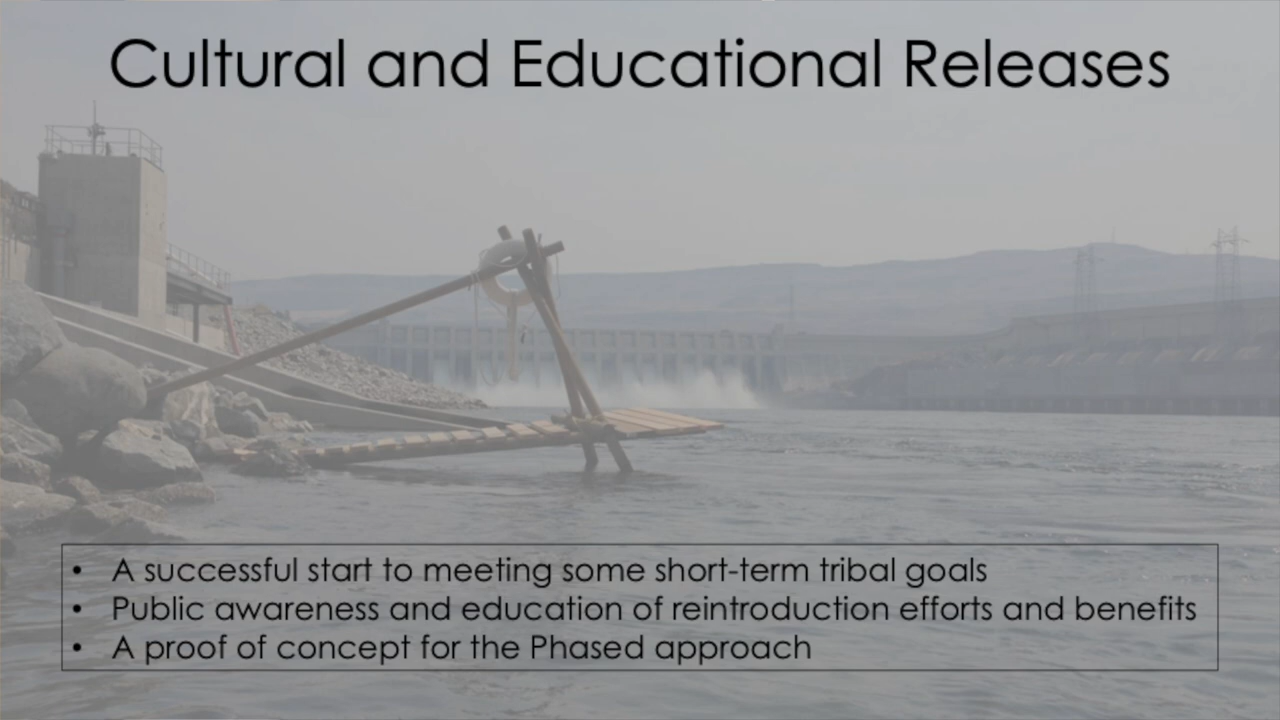 Cultural and Educational Releases
• A successful start to meeting some short-term tribal goals
• Public awareness and education of reintroduction efforts and benefits
• A proof of concept for the Phased approach